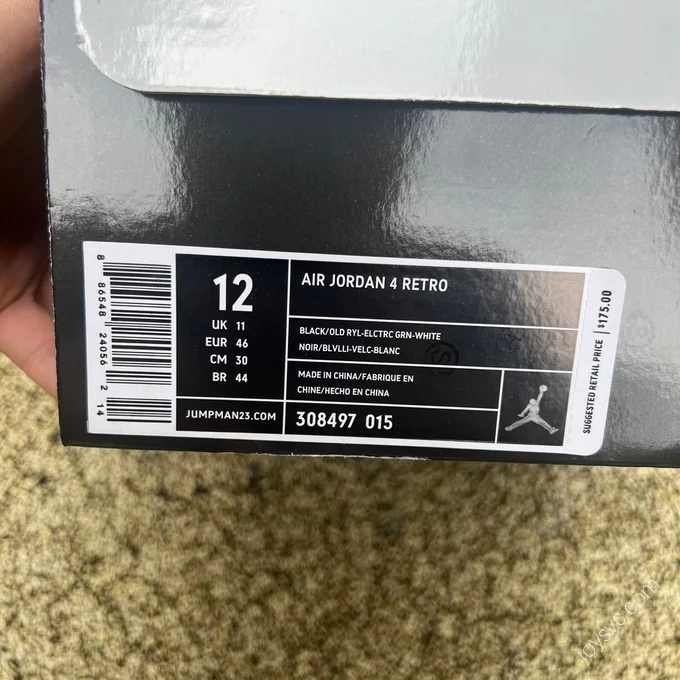 8 86548 24056 2 14
12
UK 11
EUR 46
CM 30
BR 44
JUMPMAN23.COM
AIR JORDAN 4 RETRO
BLACK/OLD RYL-ELCTRC GRN-WHITE
NOIR/BLVLLI-VELC-BLANC
MADE IN CHINA/FABRIQUE EN
CHINE/HECHO EN CHINA
308497 015
SUGGESTED RETAIL PRICE | $175.00
joysvc.com